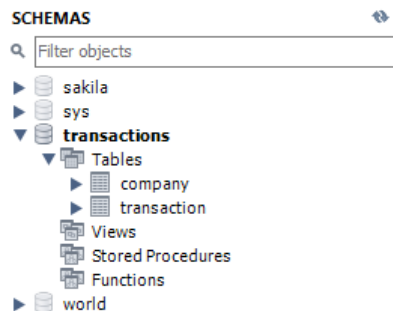 SCHEMAS
Filter objects
sakila
sys
transactions
Tables
company
transaction
Views
Stored Procedures
Functions
world